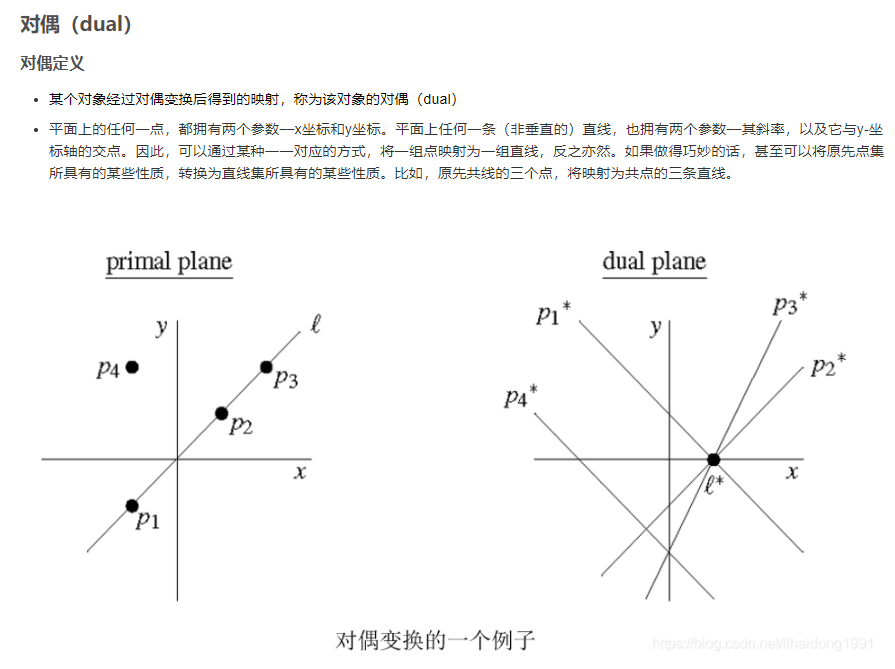 对偶（dual）
对偶定义
• 某个对象经过对偶变换后得到的映射，称为该对象的对偶（dual）
• 平面上的任何一点，都拥有两个参数—x坐标和y坐标。平面上任何一条（非垂直的）直线，也拥有两个参数—其斜率，以及它与y-坐
标轴的交点。因此，可以通过某种一一对应的方式，将一组点映射为一组直线，反之亦然。如果做得巧妙的话，甚至可以将原先点集
所具有的某些性质，转换为直线集所具有的某些性质。比如，原先共线的三个点，将映射为共点的三条直线。
primal plane
y
ℓ
p4
p3
p2
x
p1
dual plane
p1*
y
p3*
p2*
p4*
x
ℓ*
对偶变换的一个例子
https://blog.csdn.net/lihaidong1991